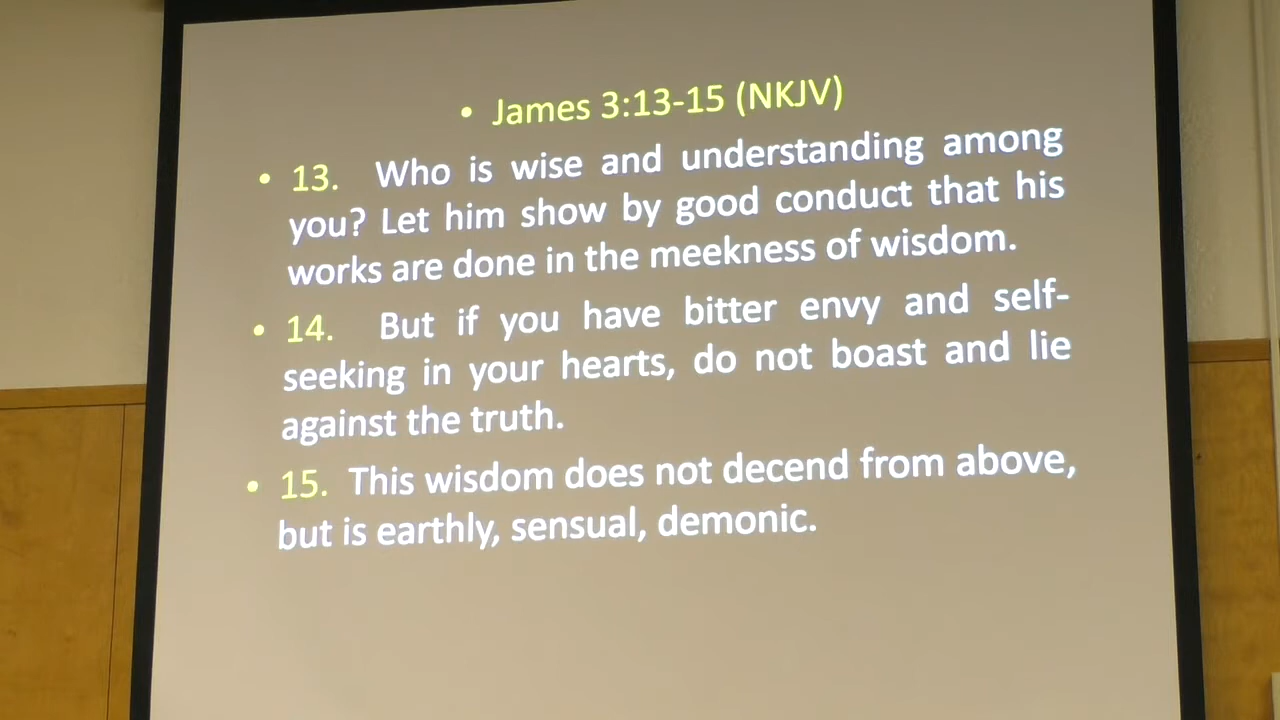 • James 3:13-15 (NKJV)
• 13. Who is wise and understanding among
you? Let him show by good conduct that his
works are done in the meekness of wisdom.
• 14. But if you have bitter envy and self-
seeking in your hearts, do not boast and lie
against the truth.
• 15. This wisdom does not decend from above,
but is earthly, sensual, demonic.